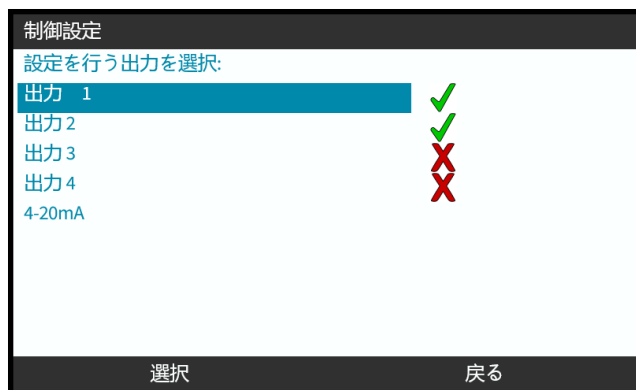 制御設定
設定を行う出力を選択:
出力　1
出力 2
出力 3
出力 4
4-20mA
選択
戻る